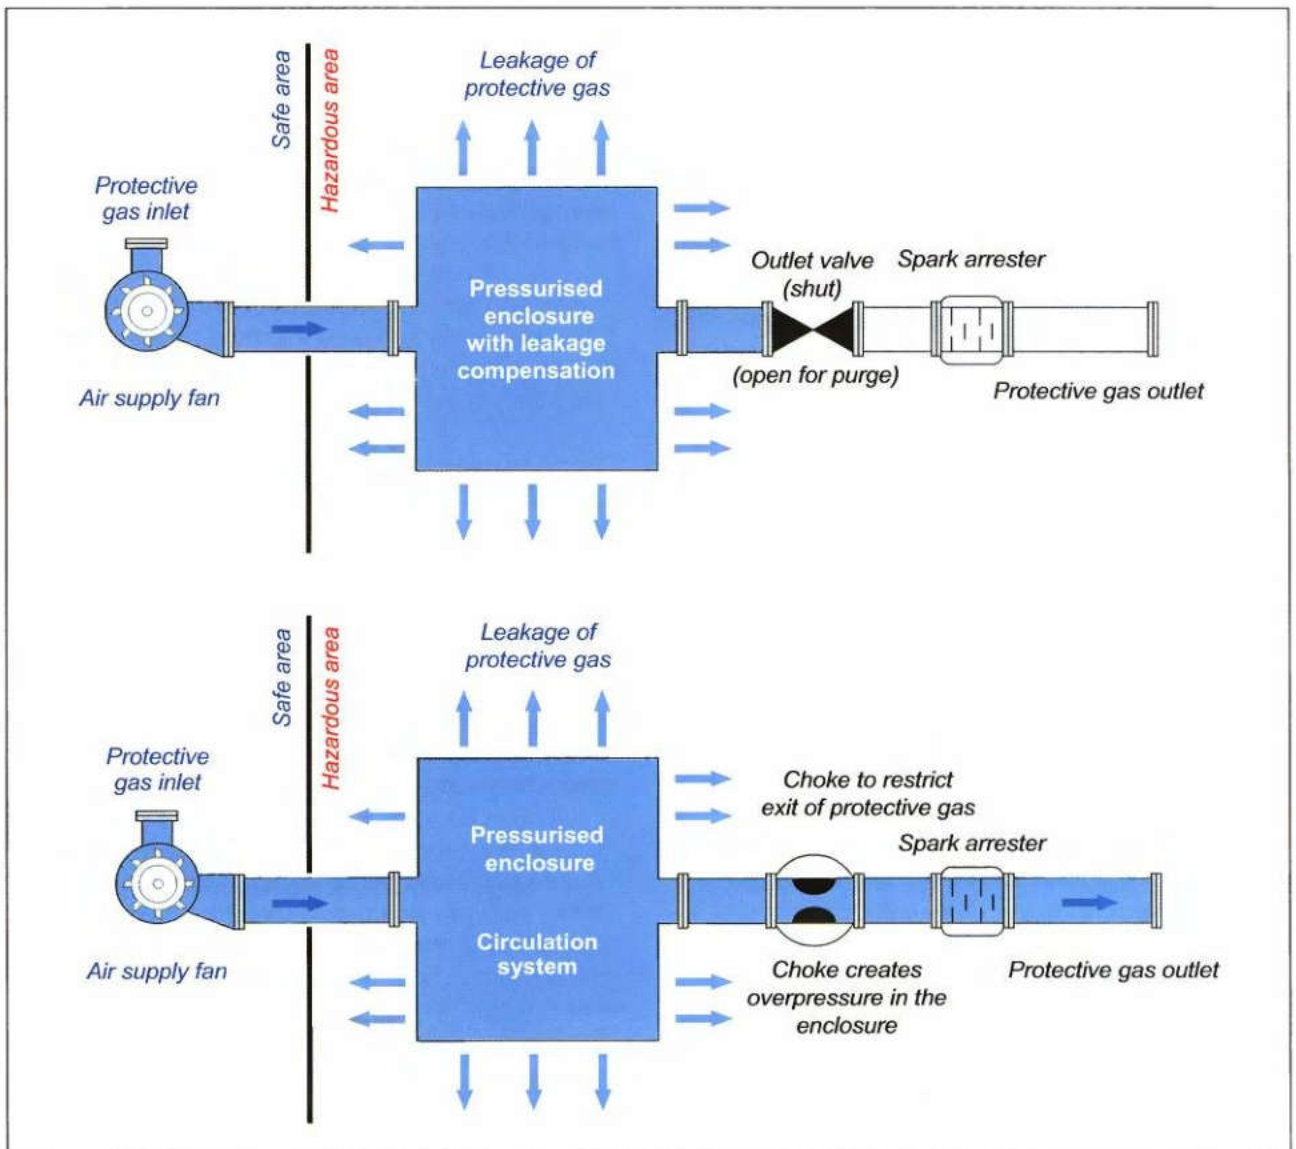 Leakage of
protective gas
Safe area
Hazardous area
Protective
gas inlet
Air supply fan
Pressurised
enclosure
with leakage
compensation
Outlet valve
(shut)
(open for purge)
Spark arrester
Protective gas outlet
Leakage of
protective gas
Safe area
Hazardous area
Protective
gas inlet
Air supply fan
Pressurised
enclosure
Circulation
system
Choke to restrict
exit of protective gas
Spark arrester
Choke creates
overpressure in the
enclosure
Protective gas outlet